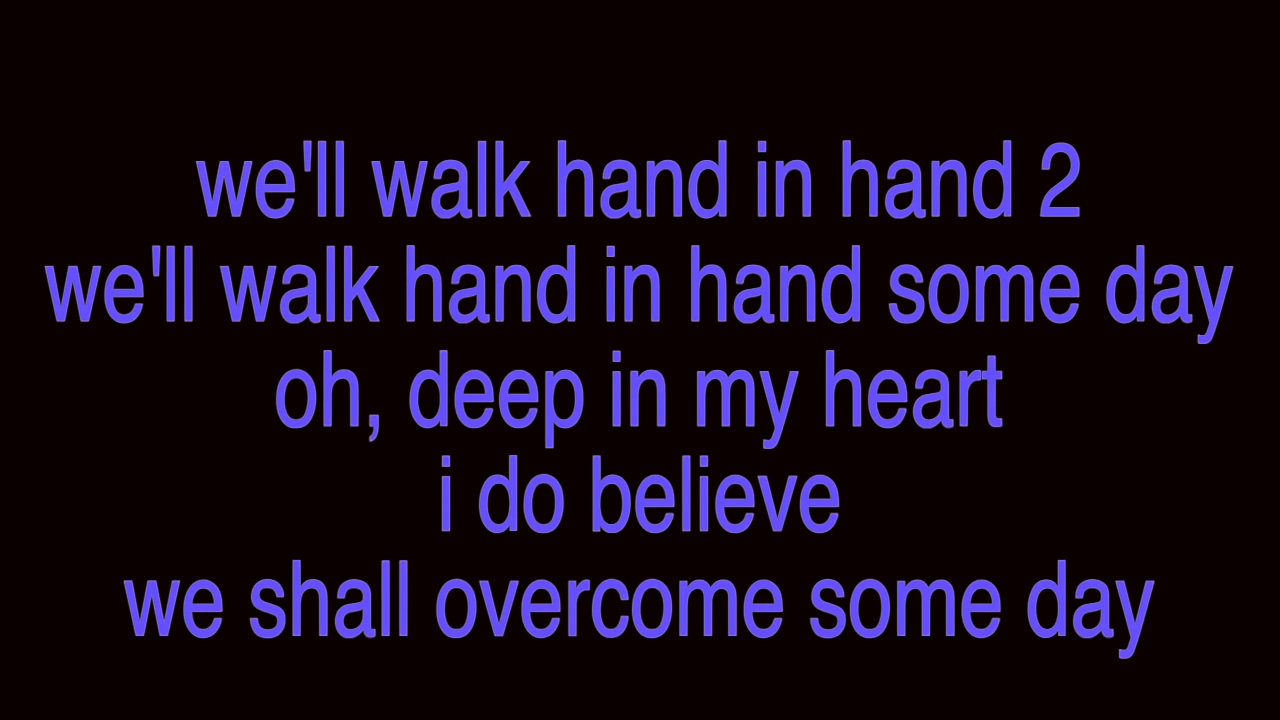 we'll walk hand in hand 2
we'll walk hand in hand some day
oh, deep in my heart
i do believe
we shall overcome some day